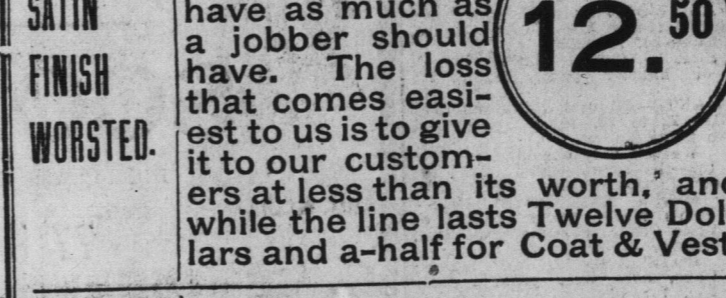 SATIN
FINISH
WORSTED.
have as much as
a jobber should
have. The loss
that comes easi-
est to us is to give
it to our custom-
ers at less than its worth, and
while the line lasts Twelve Dol
lars and a-half for Coat & Vest
12.50